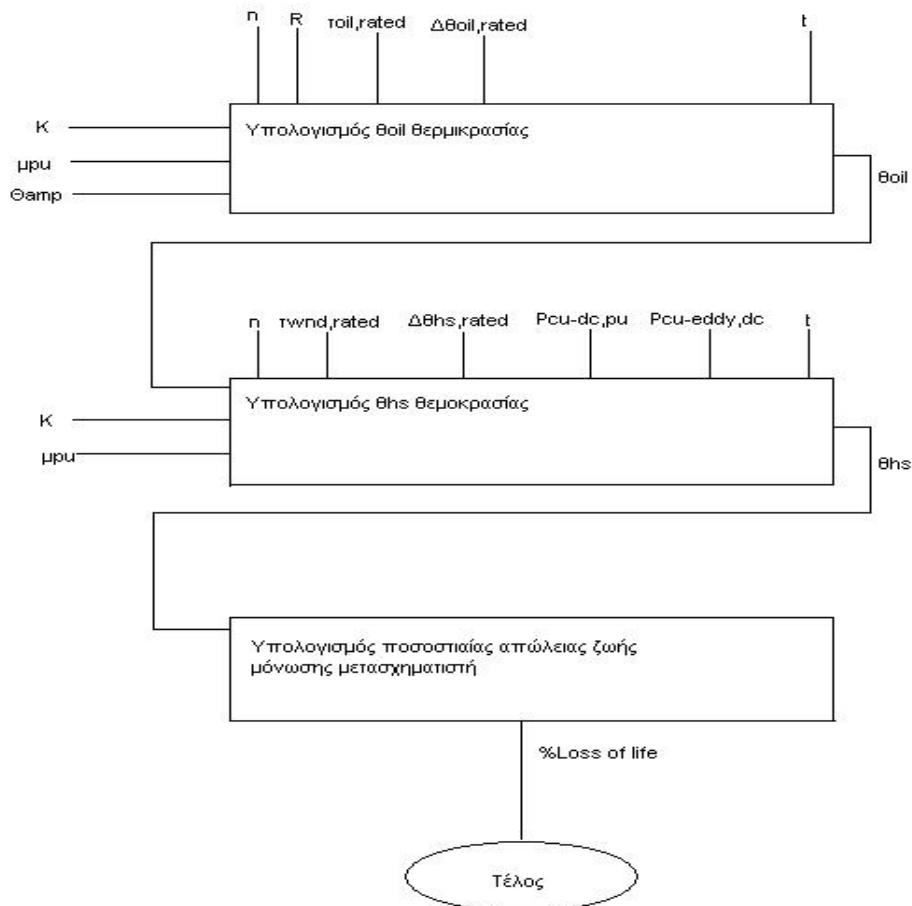 n R τoil,rated Δθoil,rated t
K
μpu
Θamp
Υπολογισμός θoil θερμικρασίας
θoil
n τwnd,rated Δθhs,rated Pcu-dc,pu Pcu-eddy,dc t
K
μpu
Υπολογισμός θhs θεμοκρασίας
θhs
Υπολογισμός ποσοστιαίας απώλειας ζωής
μόνωσης μετασχηματιστή
%Loss of life
Τέλος